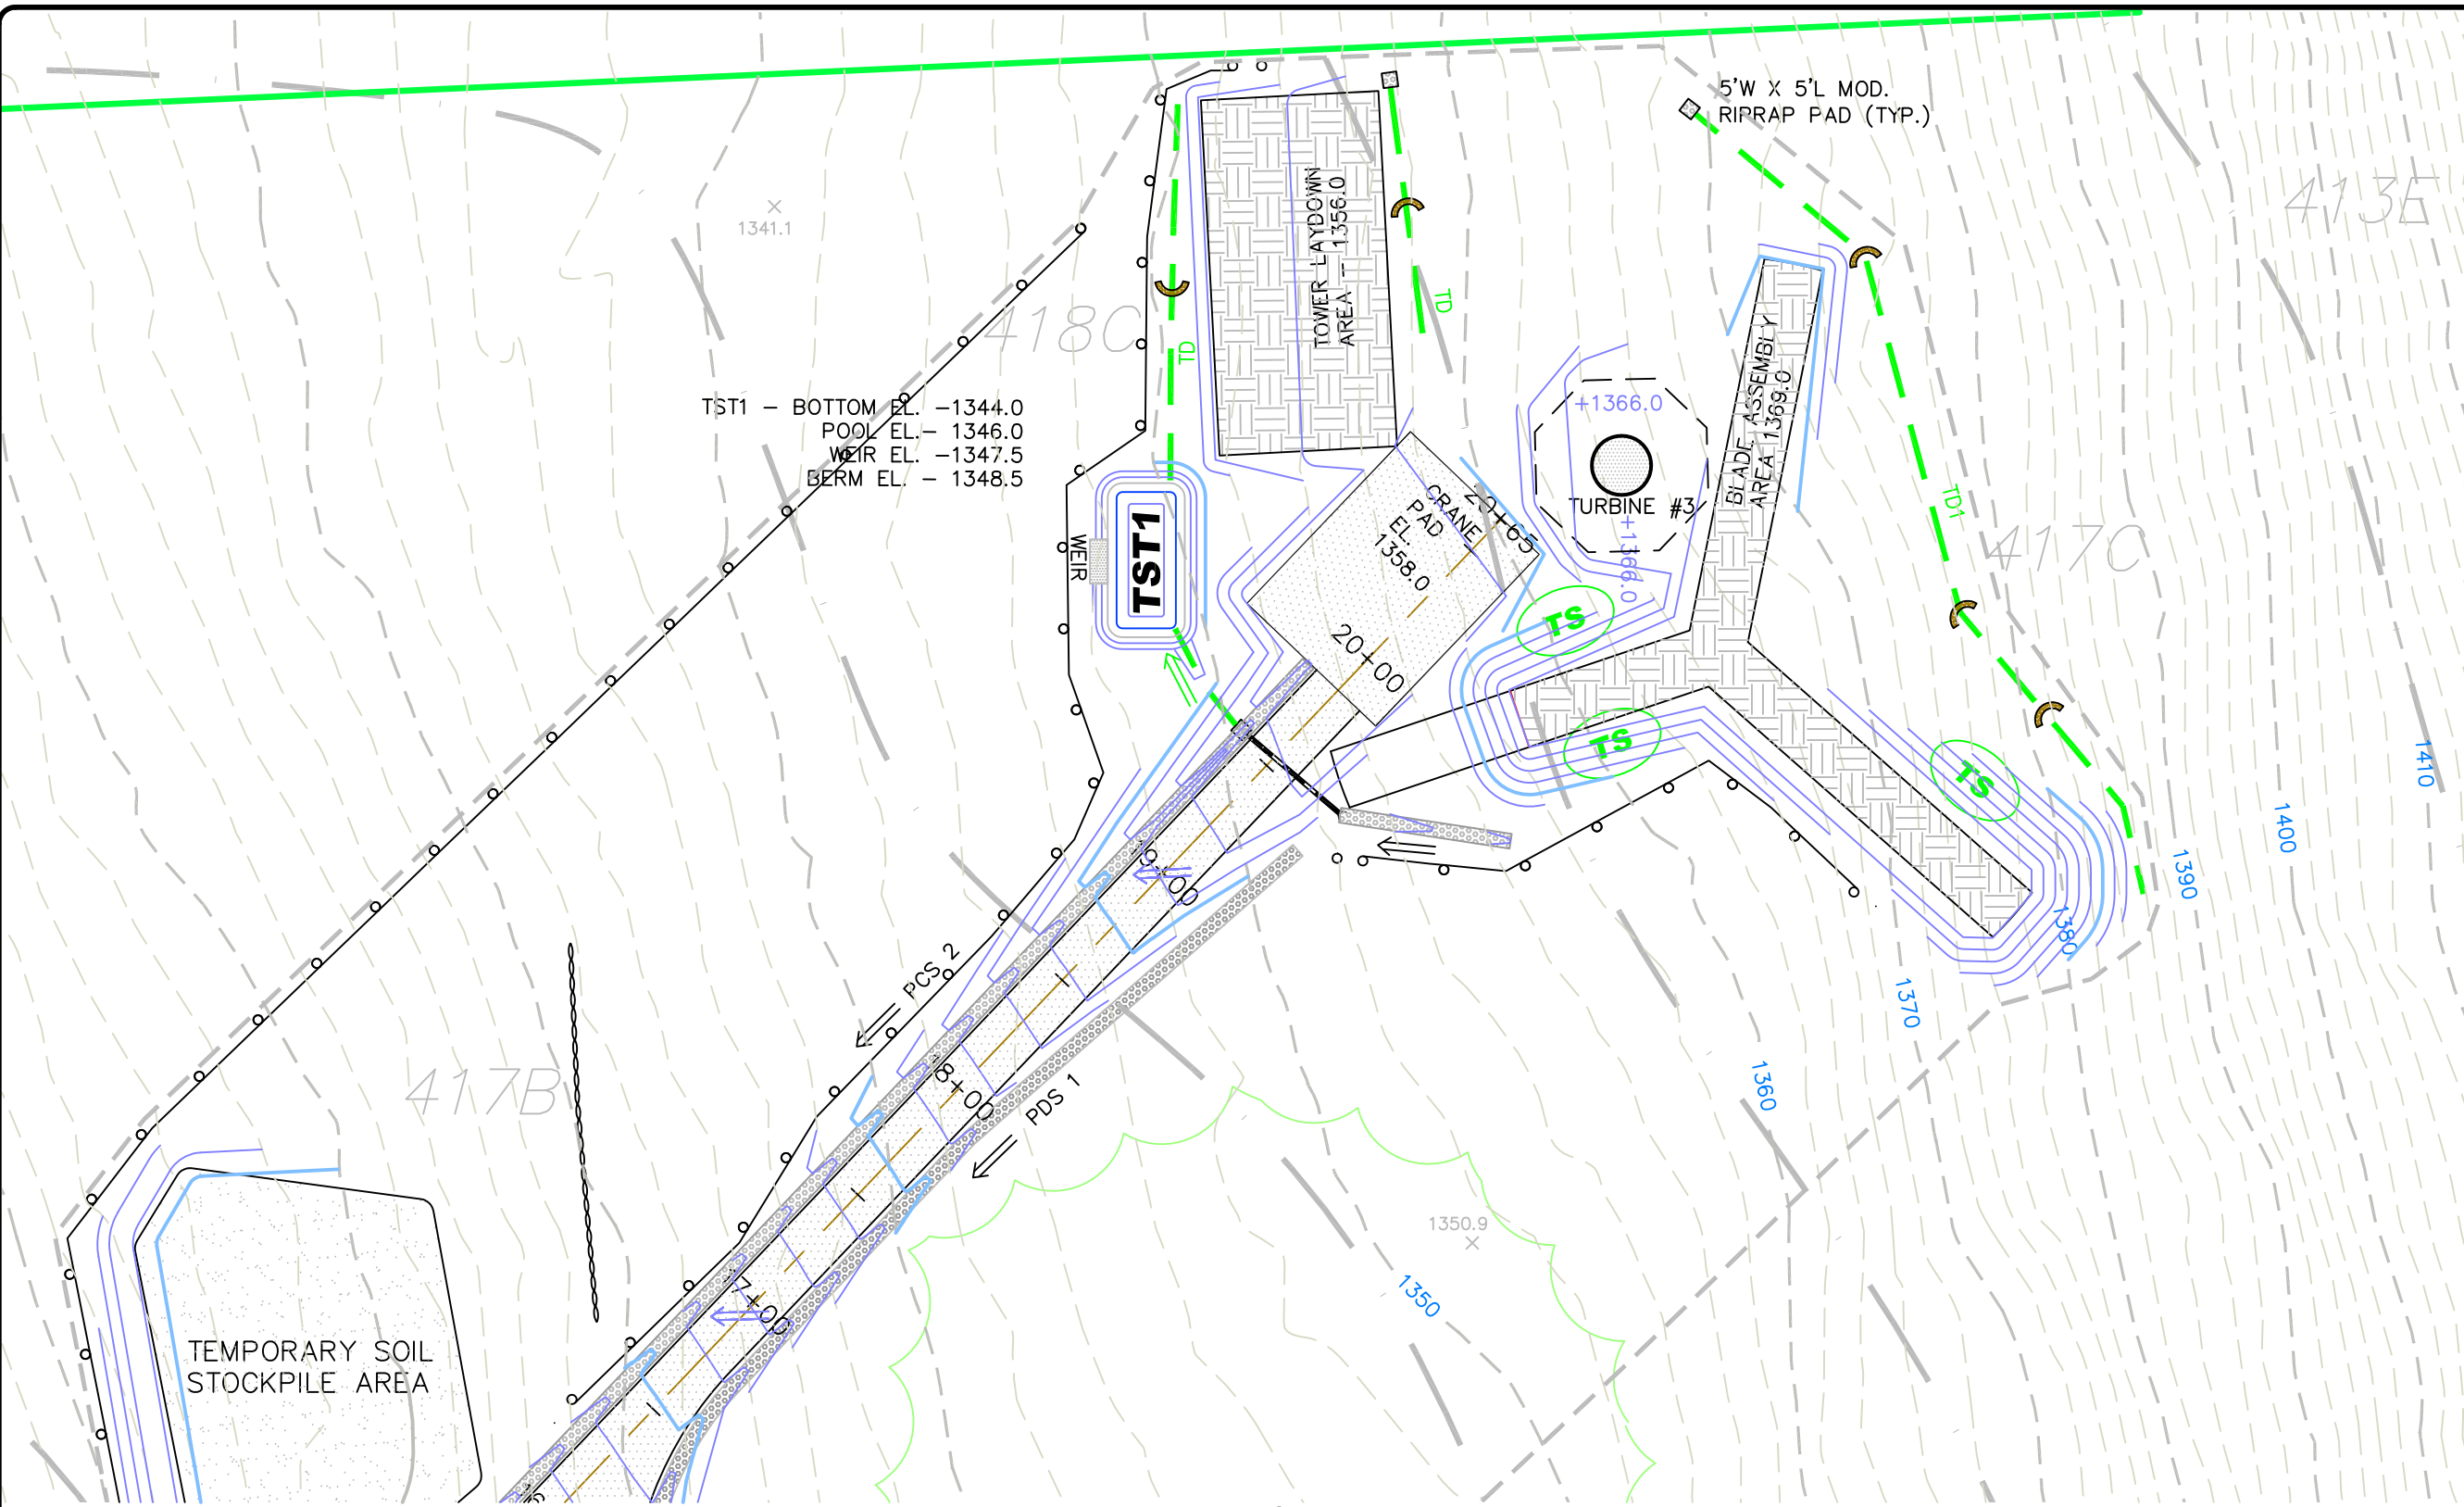 5'W X 5'L MOD.
RIPRAP PAD (TYP.)
413E
1341.1
418C
TOWER LAYDOWN
AREA -- 1356.0
TD
TD
TST1 – BOTTOM EL. –1344.0
POOL EL.– 1346.0
WEIR EL. –1347.5
BERM EL. – 1348.5
+1366.0
TURBINE #3
+1366.0
BLADE ASSEMBLY
AREA 1369.0
TD1
417C
CRANE
PAD –
EL.
1358.0
20+65
WEIR
TST1
TS
20+00
TS
TS
1410
1400
1390
1380
1370
1360
19+00
PCS 2
18+00
PDS 1
417B
1350.9
1350
17+00
TEMPORARY SOIL
STOCKPILE AREA